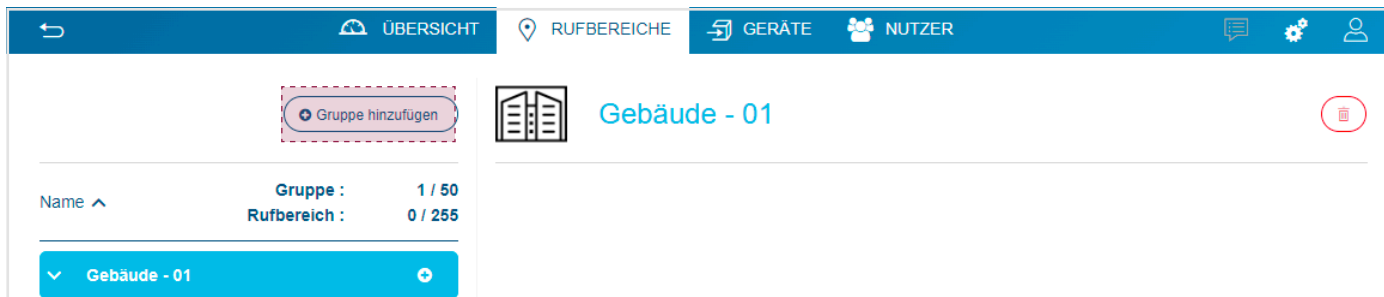 ÜBERSICHT RUFBEREICHE GERÄTE NUTZER
Gruppe hinzufügen Gebäude - 01
Name Gruppe : 1 / 50
Rufbereich : 0 / 255
Gebäude - 01